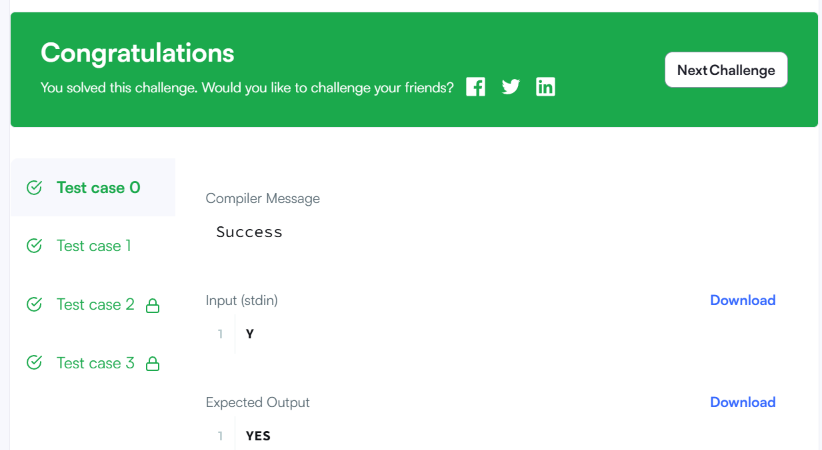 Congratulations
You solved this challenge. Would you like to challenge your friends?
Next Challenge
Test case 0
Test case 1
Test case 2
Test case 3
Compiler Message
Success
Input (stdin)
Download
1 Y
Expected Output
Download
1 YES